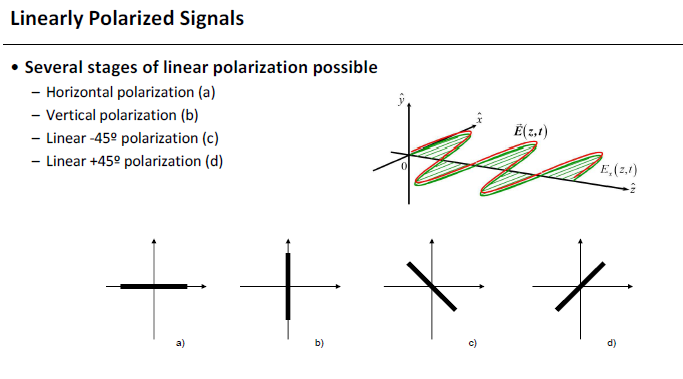 Linearly Polarized Signals
• Several stages of linear polarization possible
– Horizontal polarization (a)
– Vertical polarization (b)
– Linear -45º polarization (c)
– Linear +45º polarization (d)
ŷ
x̂
E⃗(z,t)
0
Eₓ(z,t)
ẑ
a)
b)
c)
d)